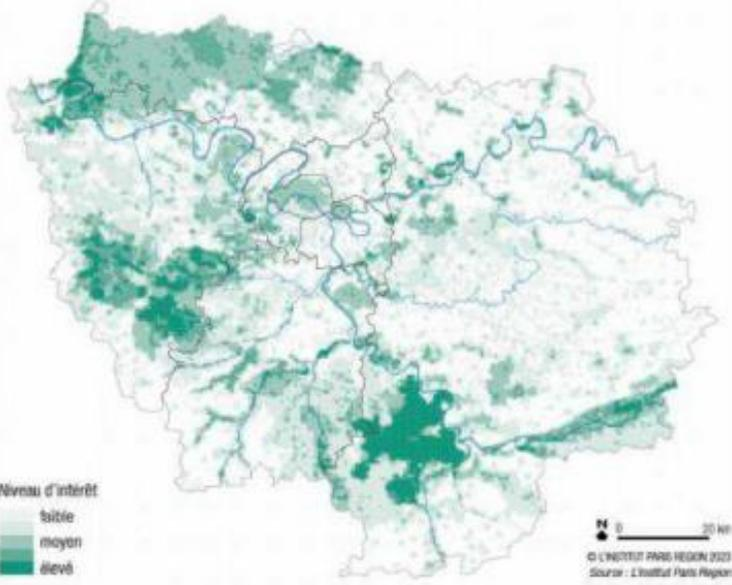 Niveau d'intérêt
faible
moyen
élevé
N 0 20 km
© L'INSTITUT PARIS REGION 2023
Source : L'Institut Paris Region